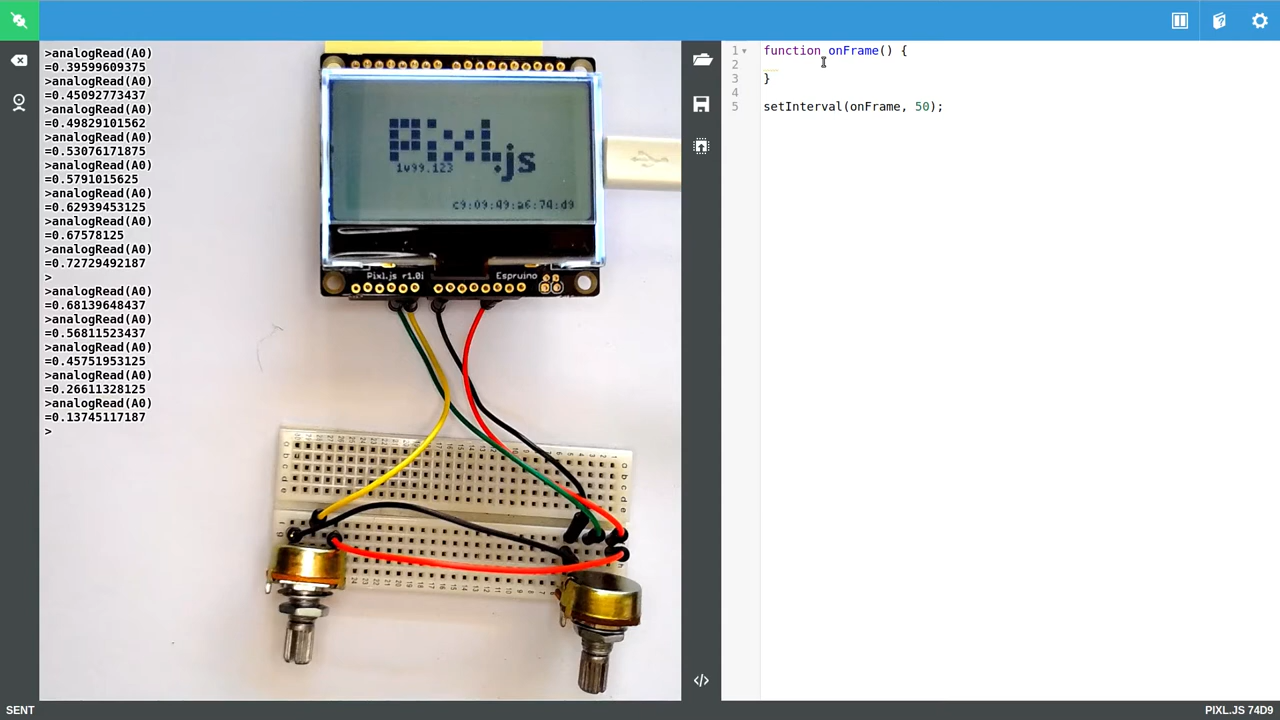 >analogRead(A0)
=0.39599609375
>analogRead(A0)
=0.45092773437
>analogRead(A0)
=0.49829101562
>analogRead(A0)
=0.53076171875
>analogRead(A0)
=0.5791015625
>analogRead(A0)
=0.62939453125
>analogRead(A0)
=0.67578125
>analogRead(A0)
=0.72729492187
>
>analogRead(A0)
=0.68139648437
>analogRead(A0)
=0.56811523437
>analogRead(A0)
=0.45751953125
>analogRead(A0)
=0.26611328125
>analogRead(A0)
=0.13745117187
>
Pixl.js
1v99.123
c9:09:49:a6:74:d9
Pixl.js r1.0i Espruino
1 function onFrame() {
2
3 }
4
5 setInterval(onFrame, 50);
SENT
PIXL.JS 74D9